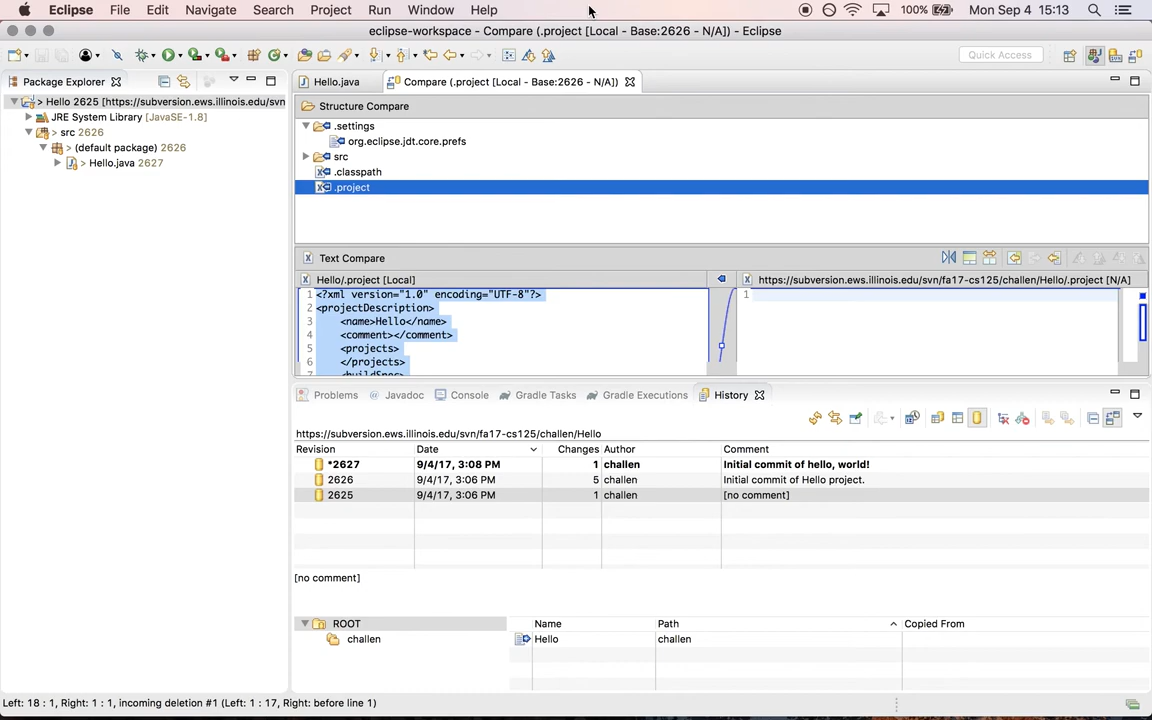 Eclipse File Edit Navigate Search Project Run Window Help 100% Mon Sep 4 15:13
eclipse-workspace - Compare (.project [Local - Base:2626 - N/A]) - Eclipse
Quick Access
Package Explorer
> Hello 2625 [https://subversion.ews.illinois.edu/svn
JRE System Library [JavaSE-1.8]
> src 2626
> (default package) 2626
> Hello.java 2627
Hello.java Compare (.project [Local - Base:2626 - N/A])
Structure Compare
.settings
org.eclipse.jdt.core.prefs
src
.classpath
.project
Text Compare
Hello/.project [Local] https://subversion.ews.illinois.edu/svn/fa17-cs125/challen/Hello/.project [N/A]
1 <?xml version="1.0" encoding="UTF-8"?> 1
2 <projectDescription>
3 <name>Hello</name>
4 <comment></comment>
5 <projects>
6 </projects>
7 <buildSpec>
Problems @ Javadoc Console Gradle Tasks Gradle Executions History
https://subversion.ews.illinois.edu/svn/fa17-cs125/challen/Hello
Revision Date Changes Author Comment
*2627 9/4/17, 3:08 PM 1 challen Initial commit of hello, world!
2626 9/4/17, 3:06 PM 5 challen Initial commit of Hello project.
2625 9/4/17, 3:06 PM 1 challen [no comment]
[no comment]
ROOT Name Path Copied From
challen Hello challen
Left: 18 : 1, Right: 1 : 1, incoming deletion #1 (Left: 1 : 17, Right: before line 1)